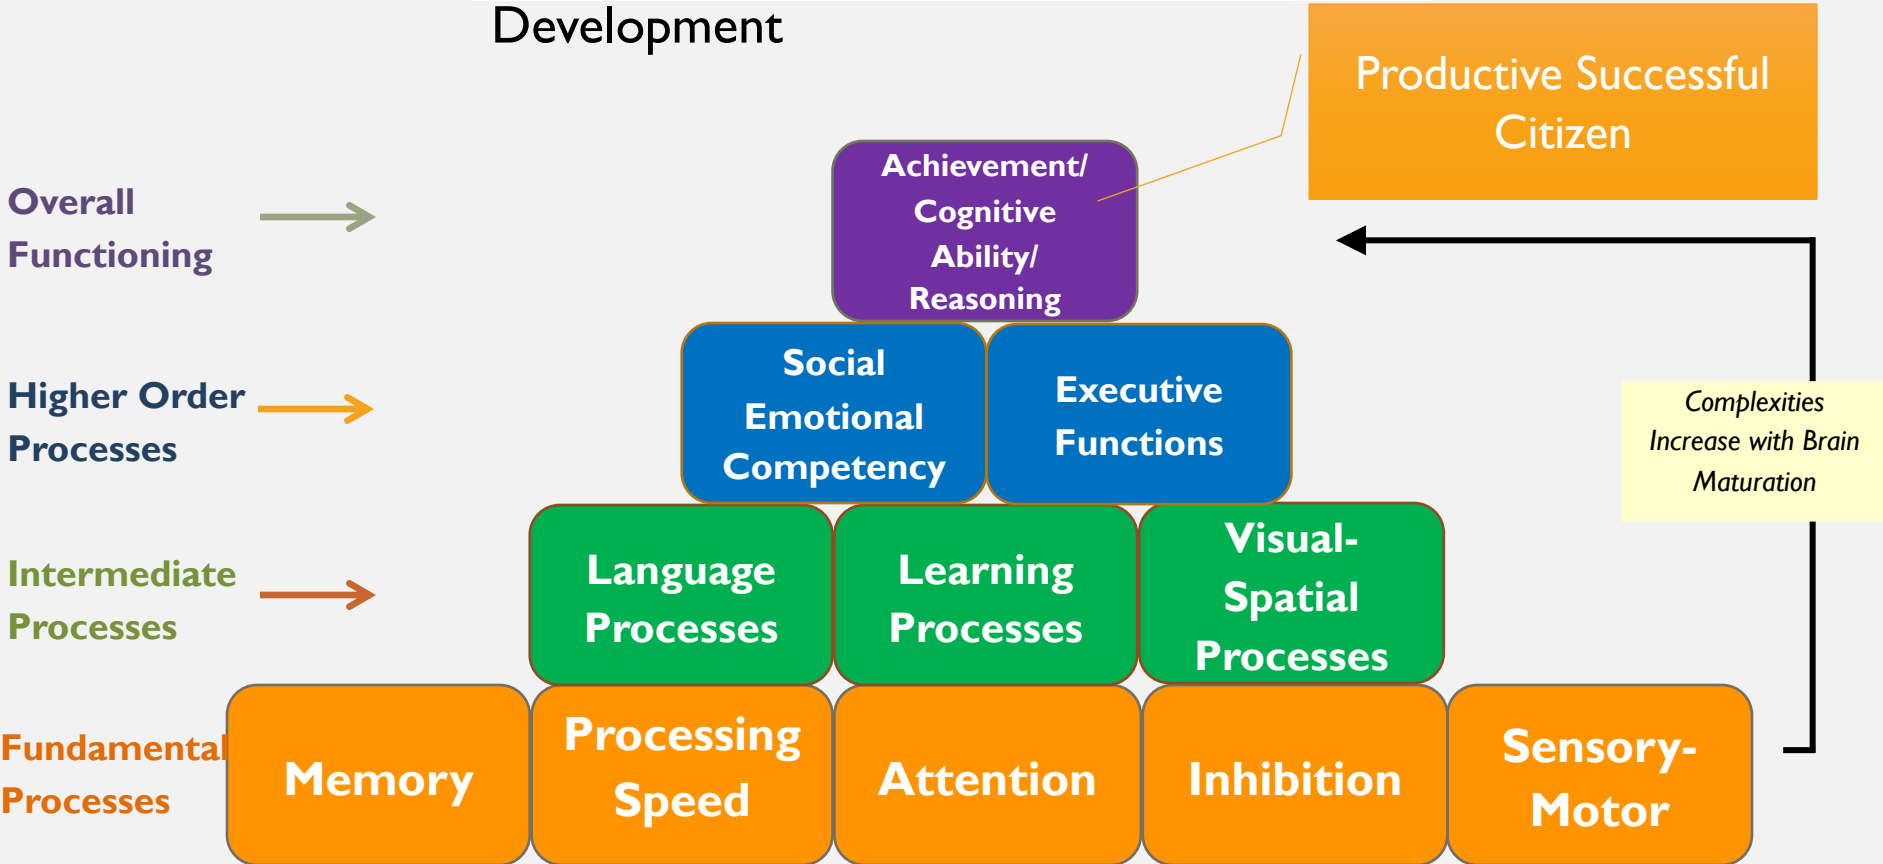 Development
Productive Successful
Citizen
Overall
Functioning
Achievement/
Cognitive
Ability/
Reasoning
Higher Order
Processes
Social
Emotional
Competency
Executive
Functions
Complexities
Increase with Brain
Maturation
Intermediate
Processes
Language
Processes
Learning
Processes
Visual-
Spatial
Processes
Fundamental
Processes
Memory
Processing
Speed
Attention
Inhibition
Sensory-
Motor